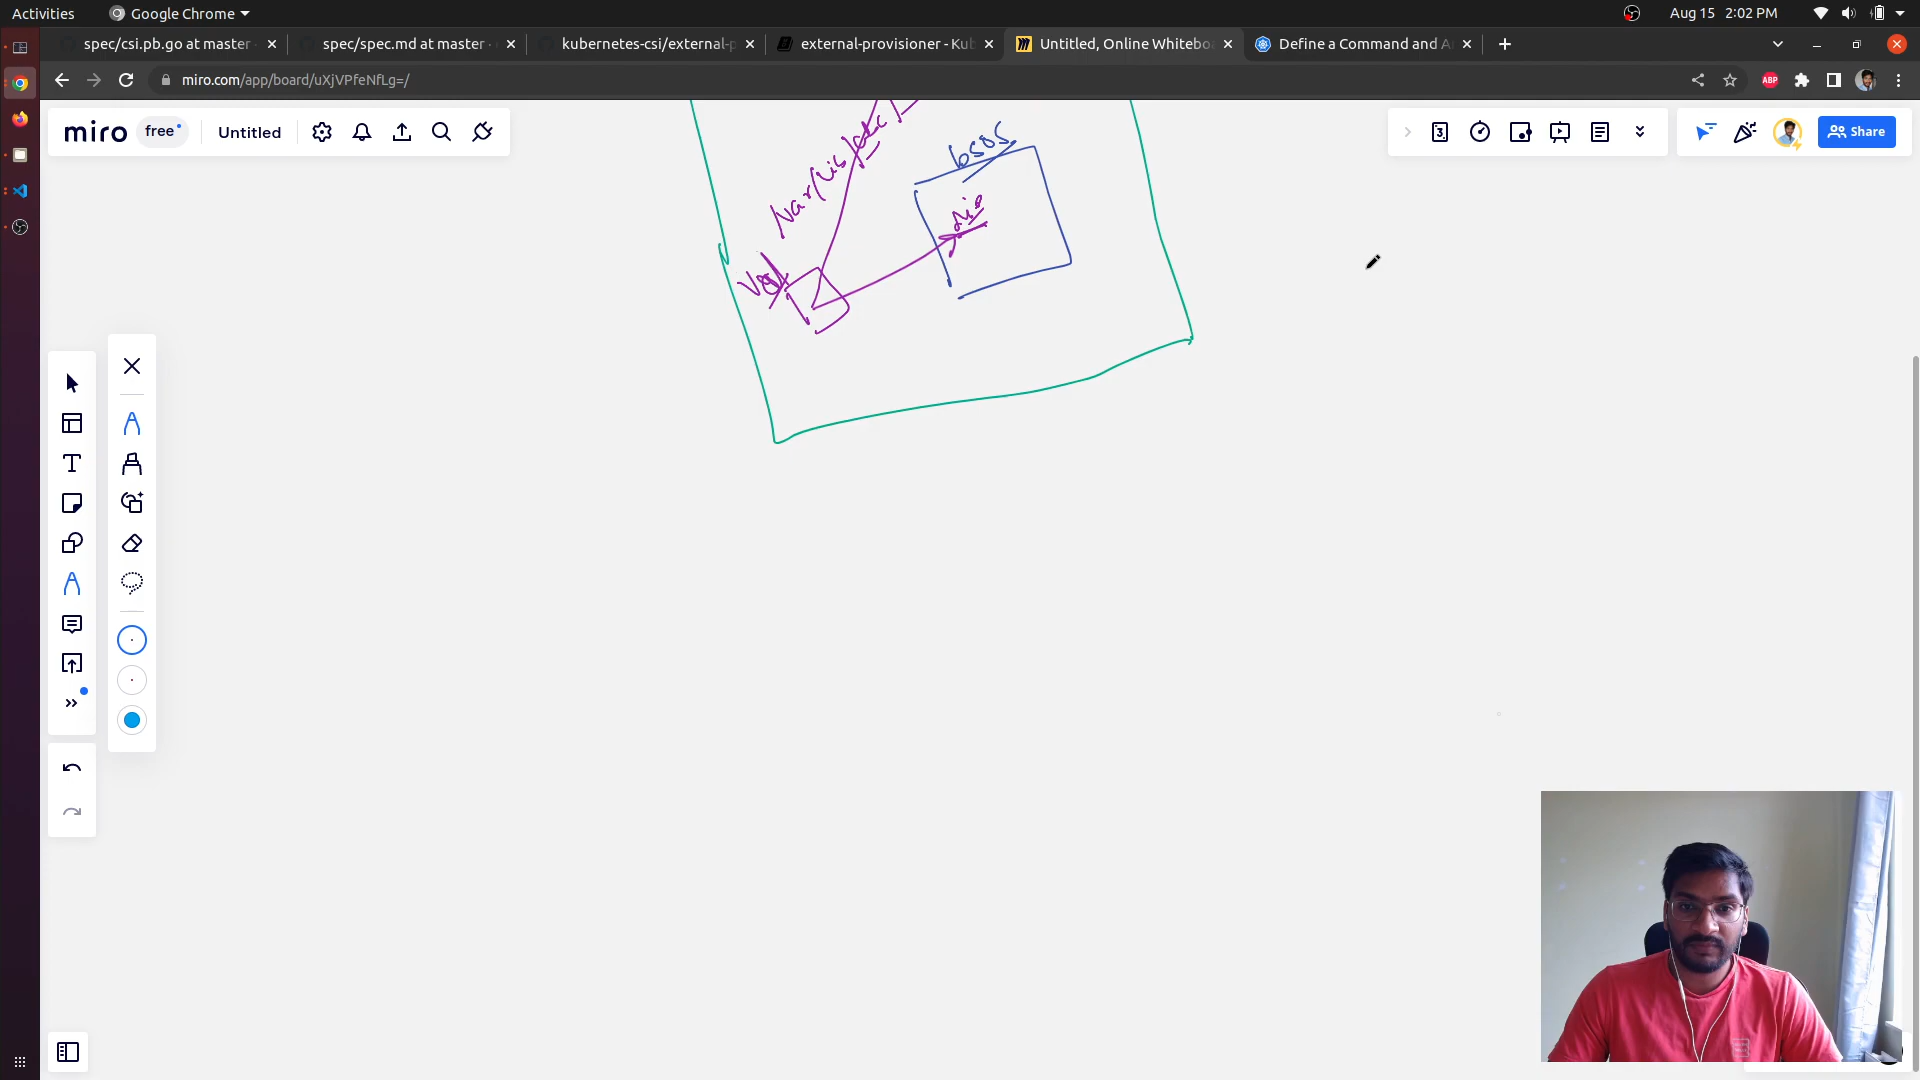 Activities
Google Chrome
Aug 15 2:02 PM
spec/csi.pb.go at master
spec/spec.md at master
kubernetes-csi/external-p
external-provisioner - Kub
Untitled, Online Whitebo
Define a Command and A
miro.com/app/board/uXjVPfeNfLg=/
ABP
miro
free
Untitled
3
Share